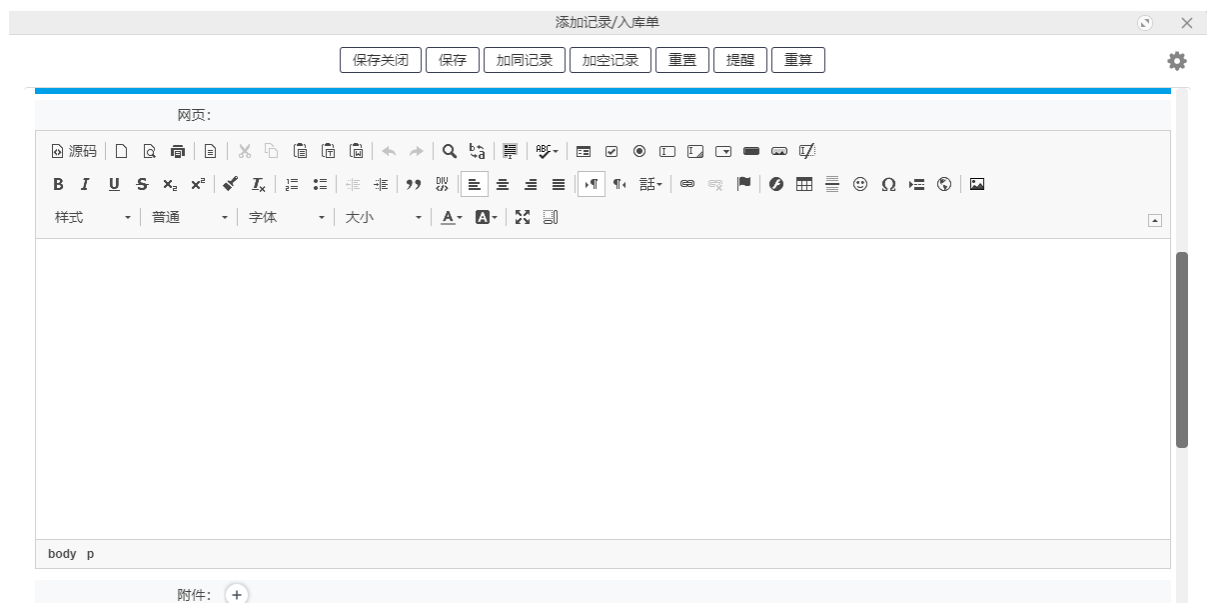 添加记录/入库单
保存关闭 保存 加同记录 加空记录 重置 提醒 重算
网页:
源码
样式 普通 字体 大小
body p
附件: